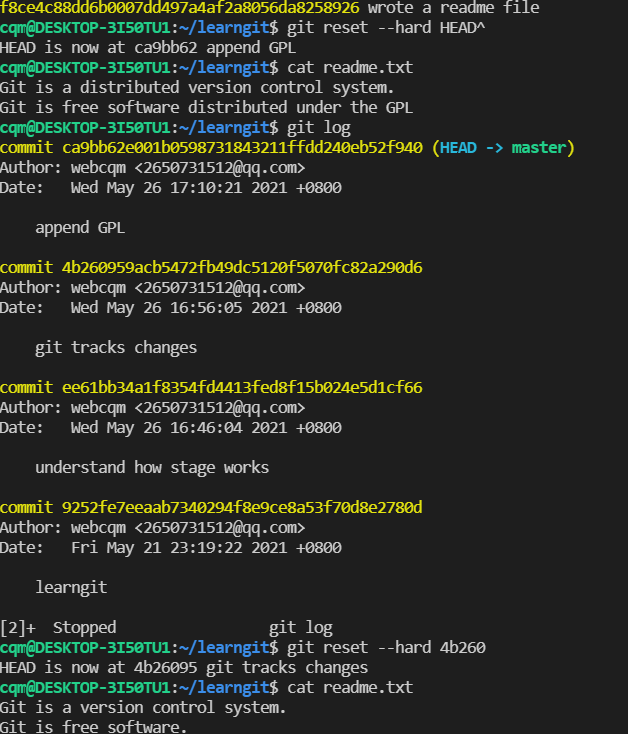 f8ce4c88dd6b0007dd497a4af2a8056da8258926 wrote a readme file
cqm@DESKTOP-3I50TU1:~/learngit$ git reset --hard HEAD^
HEAD is now at ca9bb62 append GPL
cqm@DESKTOP-3I50TU1:~/learngit$ cat readme.txt
Git is a distributed version control system.
Git is free software distributed under the GPL
cqm@DESKTOP-3I50TU1:~/learngit$ git log
commit ca9bb62e001b0598731843211ffdd240eb52f940 (HEAD -> master)
Author: webcqm <2650731512@qq.com>
Date:   Wed May 26 17:10:21 2021 +0800
append GPL
commit 4b260959acb5472fb49dc5120f5070fc82a290d6
Author: webcqm <2650731512@qq.com>
Date:   Wed May 26 16:56:05 2021 +0800
git tracks changes
commit ee61bb34a1f8354fd4413fed8f15b024e5d1cf66
Author: webcqm <2650731512@qq.com>
Date:   Wed May 26 16:46:04 2021 +0800
understand how stage works
commit 9252fe7eeaab7340294f8e9ce8a53f70d8e2780d
Author: webcqm <2650731512@qq.com>
Date:   Fri May 21 23:19:22 2021 +0800
learngit
[2]+  Stopped                 git log
cqm@DESKTOP-3I50TU1:~/learngit$ git reset --hard 4b260
HEAD is now at 4b26095 git tracks changes
cqm@DESKTOP-3I50TU1:~/learngit$ cat readme.txt
Git is a version control system.
Git is free software.